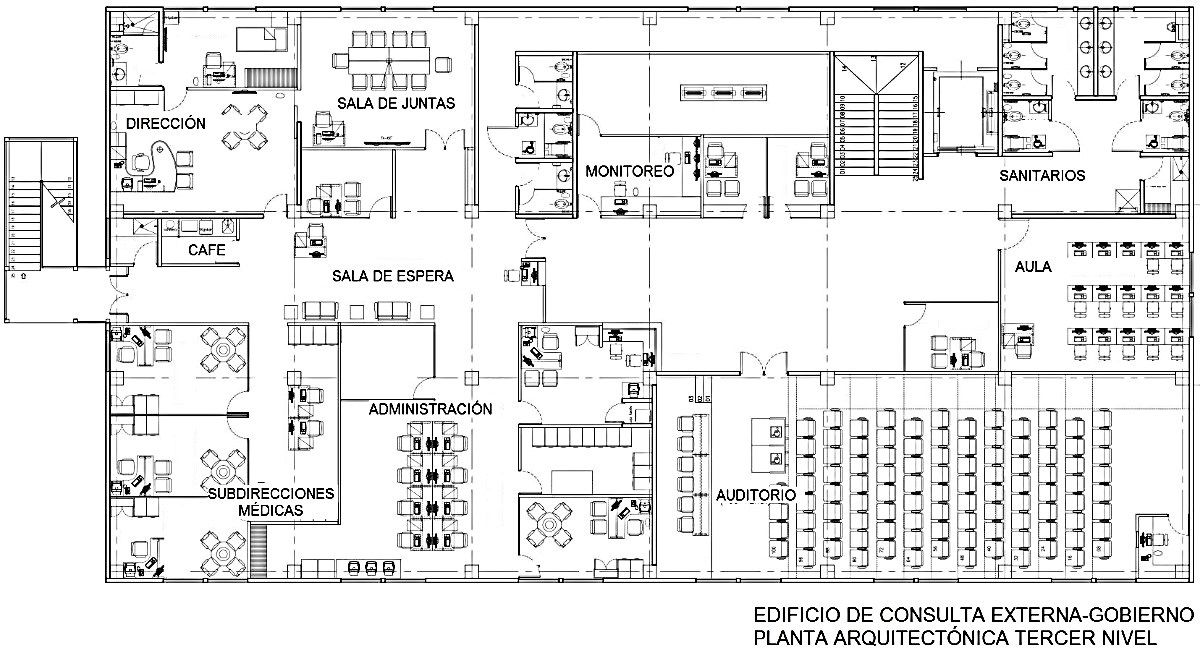 SALA DE JUNTAS
DIRECCIÓN
MONITOREO
SANITARIOS
CAFE
SALA DE ESPERA
AULA
ADMINISTRACIÓN
SUBDIRECCIONES
MÉDICAS
AUDITORIO
EDIFICIO DE CONSULTA EXTERNA-GOBIERNO
PLANTA ARQUITECTÓNICA TERCER NIVEL